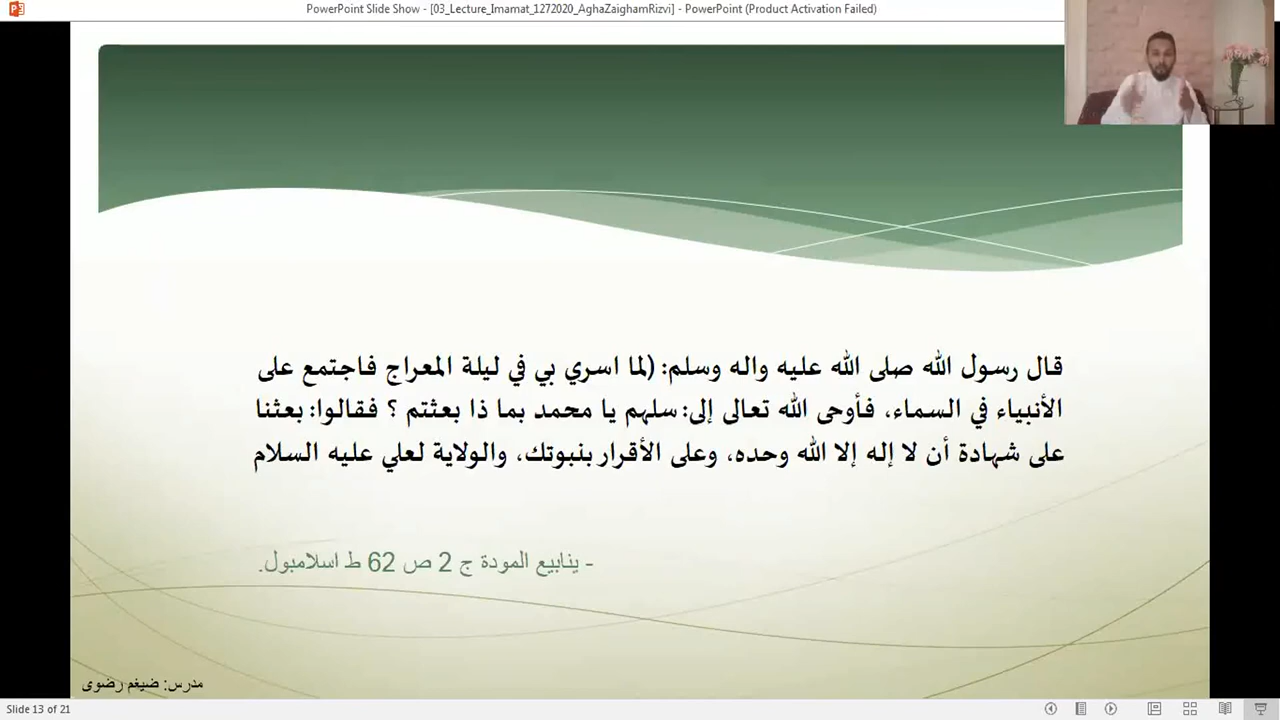 PowerPoint Slide Show - [03_Lecture_Imamat_1272020_AghaZaighamRizvi] - PowerPoint (Product Activation Failed)
قال رسول الله صلى الله عليه واله وسلم: (لما اسري بي في ليلة المعراج فاجتمع على
الأنبياء في السماء، فأوحى الله تعالى إلى: سلهم يا محمد بما ذا بعثتم ؟ فقالوا: بعثنا
على شهادة أن لا إله إلا الله وحده، وعلى الأقرار بنبوتك، والولاية لعلي عليه السلام
- ينابيع المودة ج 2 ص 62 ط اسلامبول.
مدرس: ضیغم رضوی
Slide 13 of 21